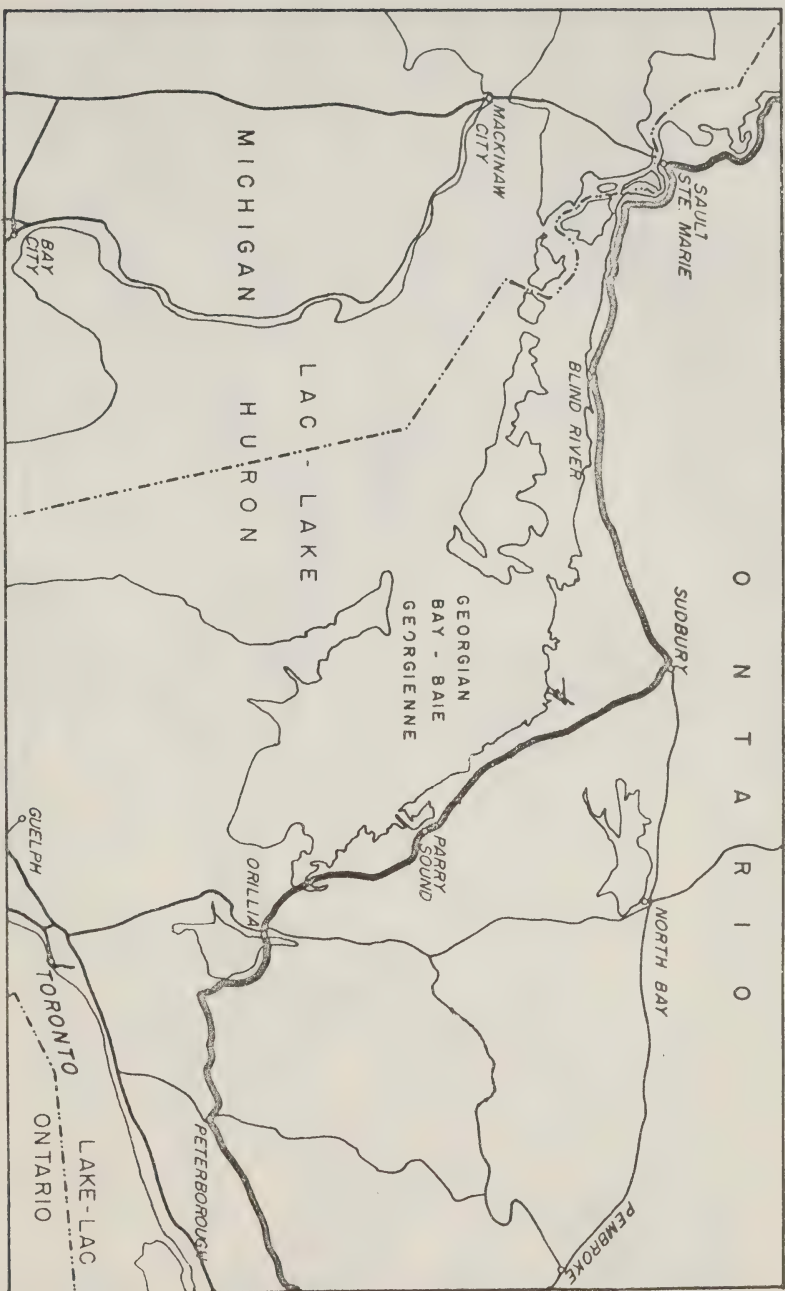 ONTARIO
SAULT
STE. MARIE
SUDBURY
NORTH BAY
PEMBROKE
BLIND RIVER
MACKINAW
CITY
GEORGIAN
BAY - BAIE
GEORGIENNE
PARRY
SOUND
LAC - LAKE
HURON
MICHIGAN
ORILLIA
PETERBOROUGH
BAY
CITY
GUELPH
TORONTO
LAKE-LAC
ONTARIO